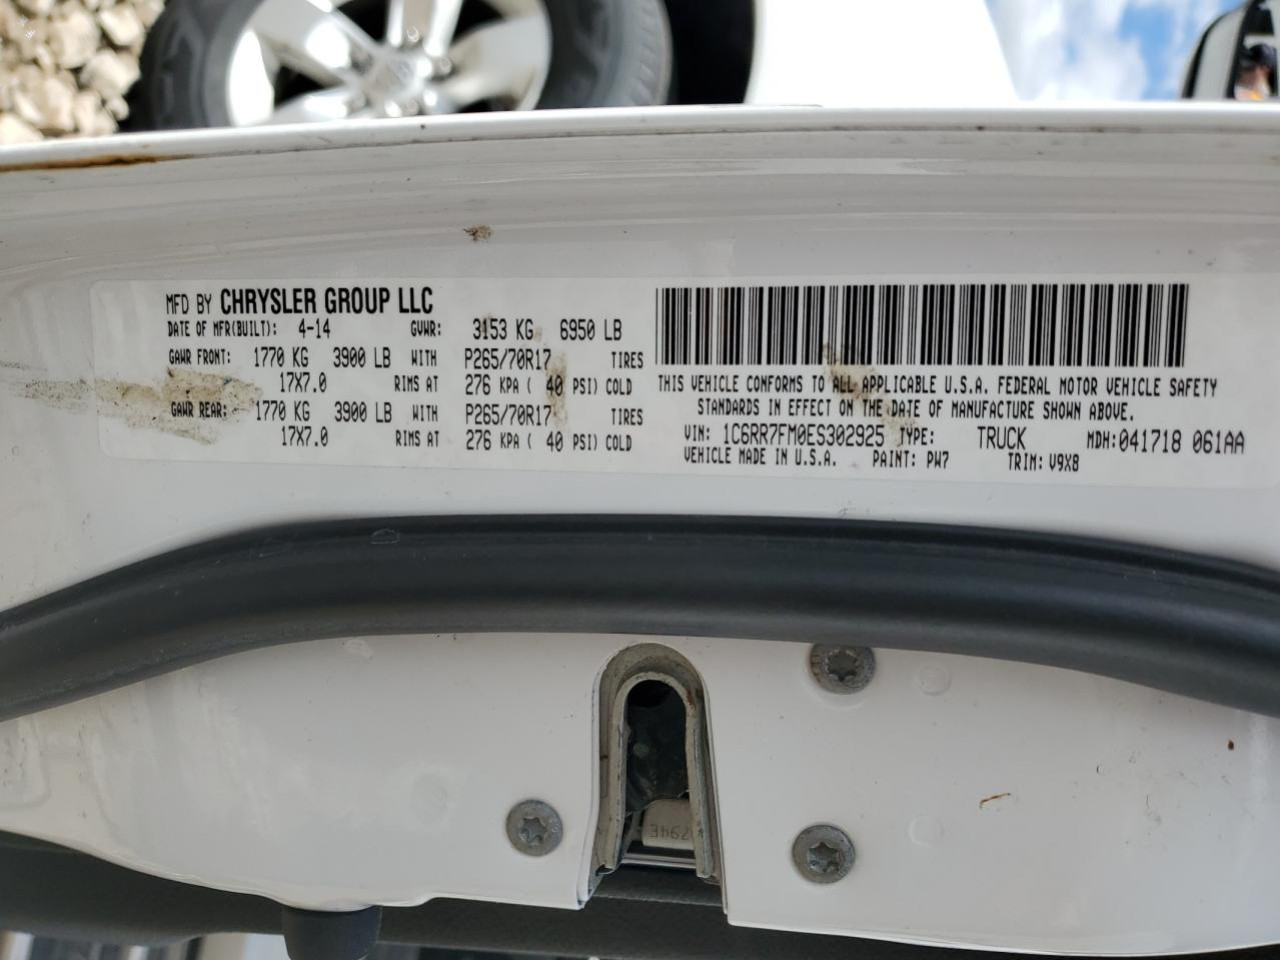 MFD BY CHRYSLER GROUP LLC
DATE OF MFR(BUILT): 4-14 GVWR: 3153 KG 6950 LB
GAWR FRONT: 1770 KG 3900 LB WITH P265/70R17 TIRES
17X7.0 RIMS AT 276 KPA ( 40 PSI) COLD
GAWR REAR: 1770 KG 3900 LB WITH P265/70R17 TIRES
17X7.0 RIMS AT 276 KPA ( 40 PSI) COLD
THIS VEHICLE CONFORMS TO ALL APPLICABLE U.S.A. FEDERAL MOTOR VEHICLE SAFETY
STANDARDS IN EFFECT ON THE DATE OF MANUFACTURE SHOWN ABOVE.
VIN: 1C6RR7FM0ES302925 TYPE: TRUCK MDH:041718 061AA
VEHICLE MADE IN U.S.A. PAINT: PW7 TRIM: V9X8